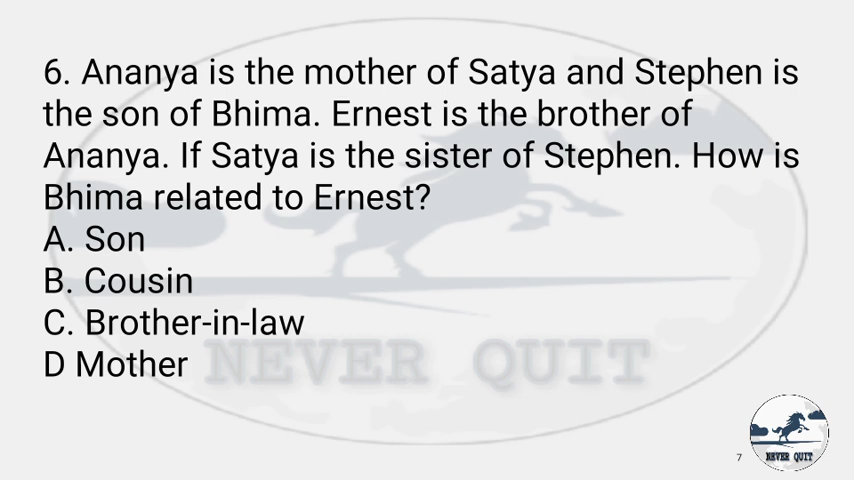 6. Ananya is the mother of Satya and Stephen is
the son of Bhima. Ernest is the brother of
Ananya. If Satya is the sister of Stephen. How is
Bhima related to Ernest?
A. Son
B. Cousin
C. Brother-in-law
D Mother
NEVER QUIT
7
NEVER QUIT